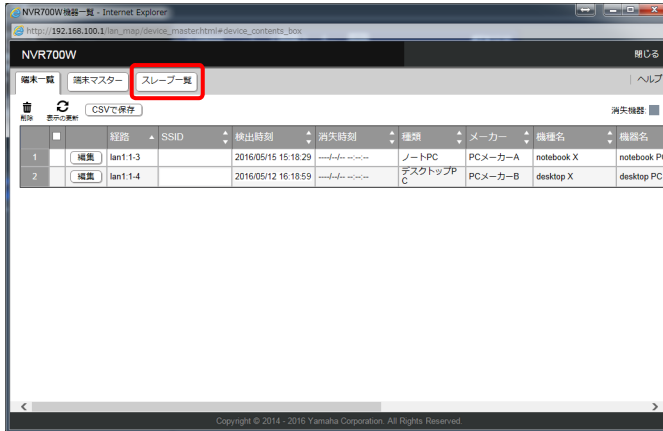 NVR700W機器一覧 - Internet Explorer
http://192.168.100.1/lan_map/device_master.html#device_contents_box
NVR700W 閉じる
端末一覧 端末マスター スレーブ一覧 ヘルプ
削除 表示の更新 CSVで保存 消失機器:
経路 SSID 検出時刻 消失時刻 種類 メーカー 機種名 機器名
1 編集 lan1:1-3 2016/05/15 15:18:29 ----/--/-- --:--:-- ノートPC PCメーカーA notebook X notebook P
2 編集 lan1:1-4 2016/05/12 16:18:59 ----/--/-- --:--:-- デスクトップP
C PCメーカーB desktop X desktop PC
Copyright © 2014 - 2016 Yamaha Corporation. All Rights Reserved.